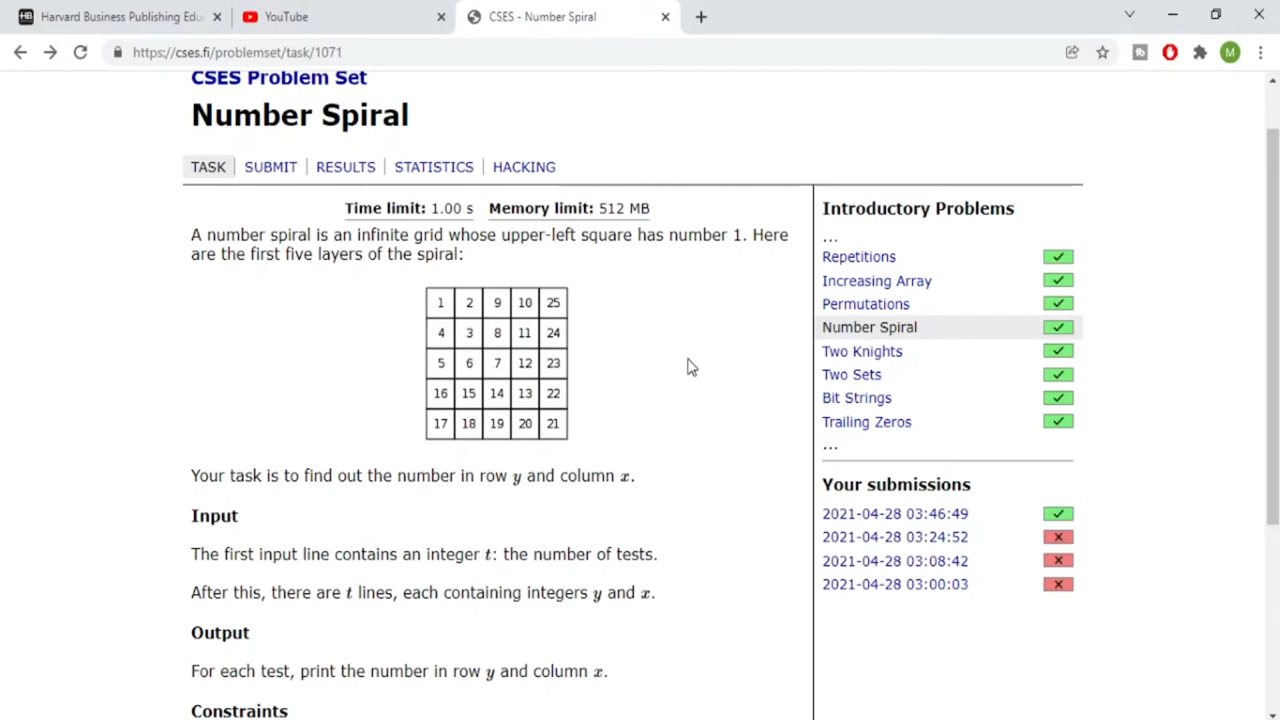 Harvard Business Publishing Edu
YouTube
CSES - Number Spiral
https://cses.fi/problemset/task/1071
M
CSES Problem Set
Number Spiral
TASK | SUBMIT | RESULTS | STATISTICS | HACKING
Time limit: 1.00 s Memory limit: 512 MB
A number spiral is an infinite grid whose upper-left square has number 1. Here
are the first five layers of the spiral:
1 2 9 10 25
4 3 8 11 24
5 6 7 12 23
16 15 14 13 22
17 18 19 20 21
Your task is to find out the number in row y and column x.
Input
The first input line contains an integer t: the number of tests.
After this, there are t lines, each containing integers y and x.
Output
For each test, print the number in row y and column x.
Constraints
Introductory Problems
...
Repetitions
Increasing Array
Permutations
Number Spiral
Two Knights
Two Sets
Bit Strings
Trailing Zeros
...
Your submissions
2021-04-28 03:46:49
2021-04-28 03:24:52
2021-04-28 03:08:42
2021-04-28 03:00:03